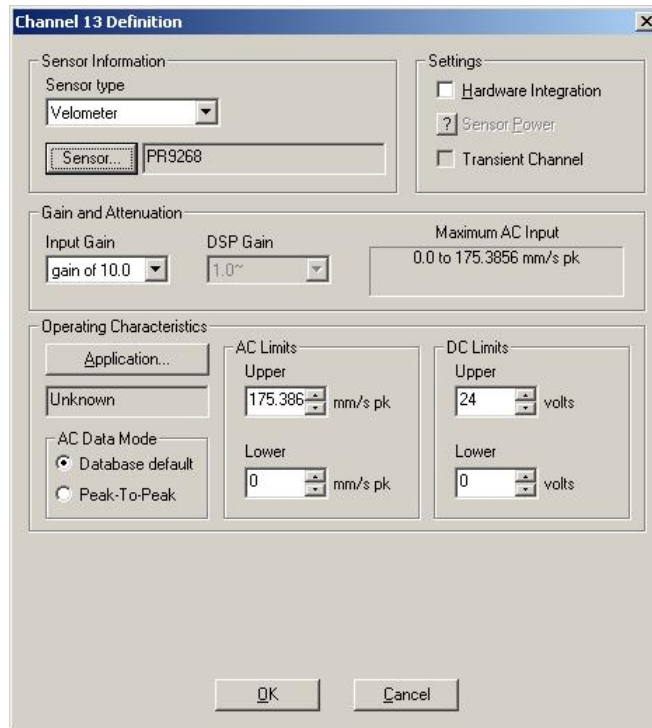 Channel 13 Definition
Sensor Information
Sensor type
Velometer
Sensor...
PR9268
Settings
Hardware Integration
? Sensor Power
Transient Channel
Gain and Attenuation
Input Gain
gain of 10.0
DSP Gain
1.0~
Maximum AC Input
0.0 to 175.3856 mm/s pk
Operating Characteristics
Application...
Unknown
AC Data Mode
Database default
Peak-To-Peak
AC Limits
Upper
175.386 mm/s pk
Lower
0 mm/s pk
DC Limits
Upper
24 volts
Lower
0 volts
OK
Cancel